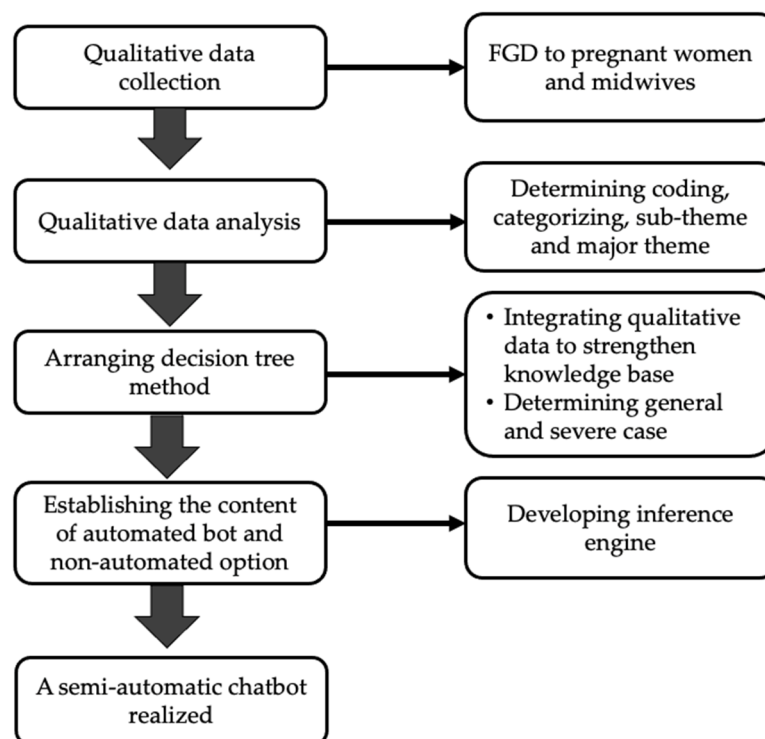 Qualitative data
collection
FGD to pregnant women
and midwives
Qualitative data analysis
Determining coding,
categorizing, sub-theme
and major theme
Arranging decision tree
method
• Integrating qualitative
data to strengthen
knowledge base
• Determining general
and severe case
Establishing the content
of automated bot and
non-automated option
Developing inference
engine
A semi-automatic chatbot
realized